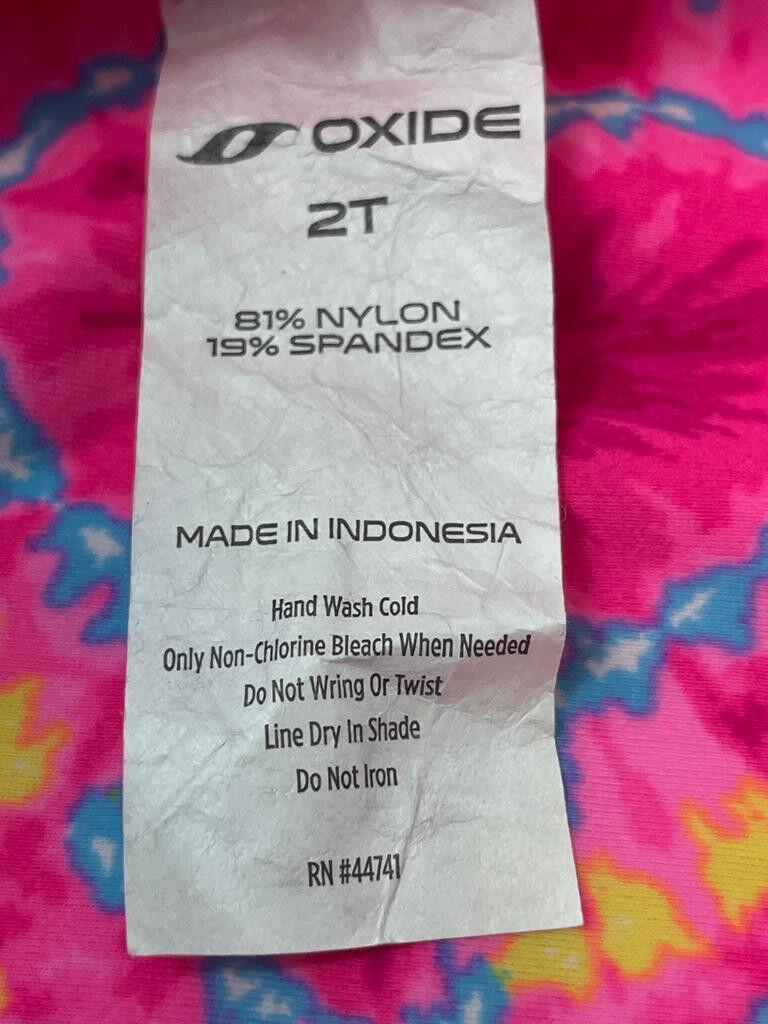 OXIDE
2T
81% NYLON
19% SPANDEX
MADE IN INDONESIA
Hand Wash Cold
Only Non-Chlorine Bleach When Needed
Do Not Wring Or Twist
Line Dry In Shade
Do Not Iron
RN #44741